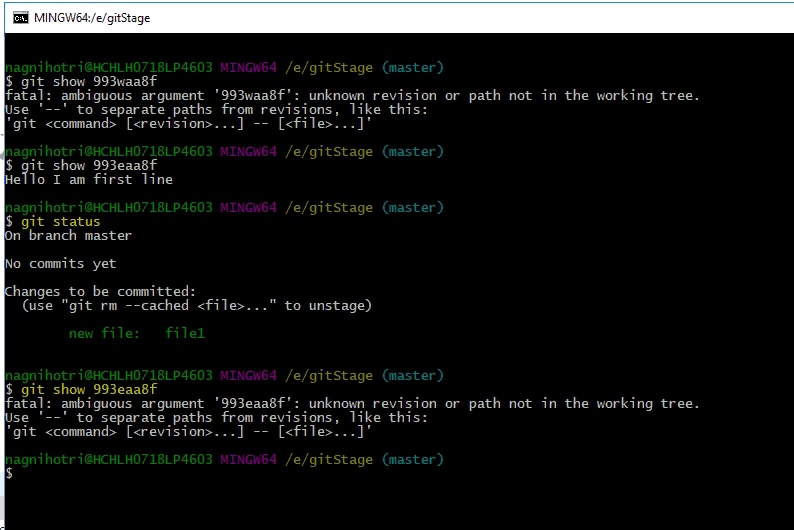 MINGW64:/e/gitStage
nagnihotri@HCHLH0718LP4603 MINGW64 /e/gitStage (master)
$ git show 993waa8f
fatal: ambiguous argument '993waa8f': unknown revision or path not in the working tree.
Use '--' to separate paths from revisions, like this:
'git <command> [<revision>...] -- [<file>...]'
nagnihotri@HCHLH0718LP4603 MINGW64 /e/gitStage (master)
$ git show 993eaa8f
Hello I am first line
nagnihotri@HCHLH0718LP4603 MINGW64 /e/gitStage (master)
$ git status
On branch master
No commits yet
Changes to be committed:
(use "git rm --cached <file>..." to unstage)
new file: file1
nagnihotri@HCHLH0718LP4603 MINGW64 /e/gitStage (master)
$ git show 993eaa8f
fatal: ambiguous argument '993eaa8f': unknown revision or path not in the working tree.
Use '--' to separate paths from revisions, like this:
'git <command> [<revision>...] -- [<file>...]'
nagnihotri@HCHLH0718LP4603 MINGW64 /e/gitStage (master)
$